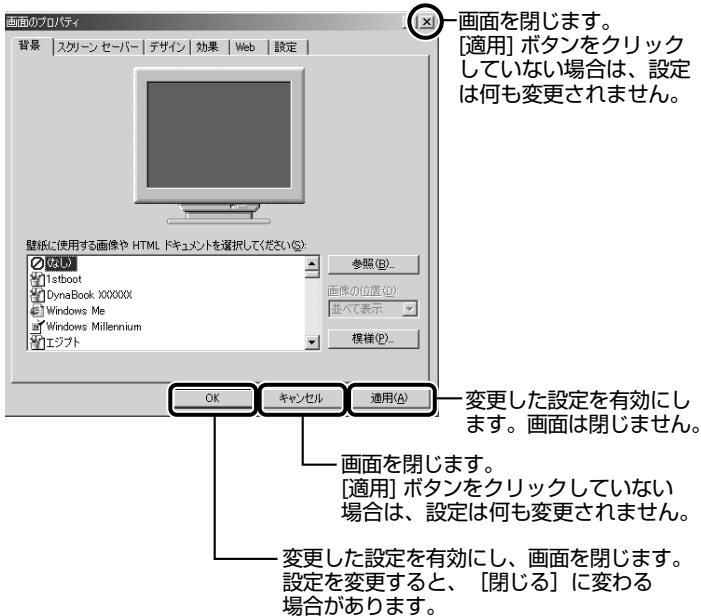 画面のプロパティ
背景 スクリーン セーバー デザイン 効果 Web 設定
壁紙に使用する画像や HTML ドキュメントを選択してください(S):
(なし)
1stboot
DynaBook XXXXXX
Windows Me
Windows Millennium
エジプト
参照(B)...
画像の位置(D):
並べて表示
模様(P)...
OK キャンセル 適用(A)
画面を閉じます。
[適用] ボタンをクリック
していない場合は、設定
は何も変更されません。
変更した設定を有効にし
ます。画面は閉じません。
画面を閉じます。
[適用] ボタンをクリックしていない
場合は、設定は何も変更されません。
変更した設定を有効にし、画面を閉じます。
設定を変更すると、［閉じる］に変わる
場合があります。